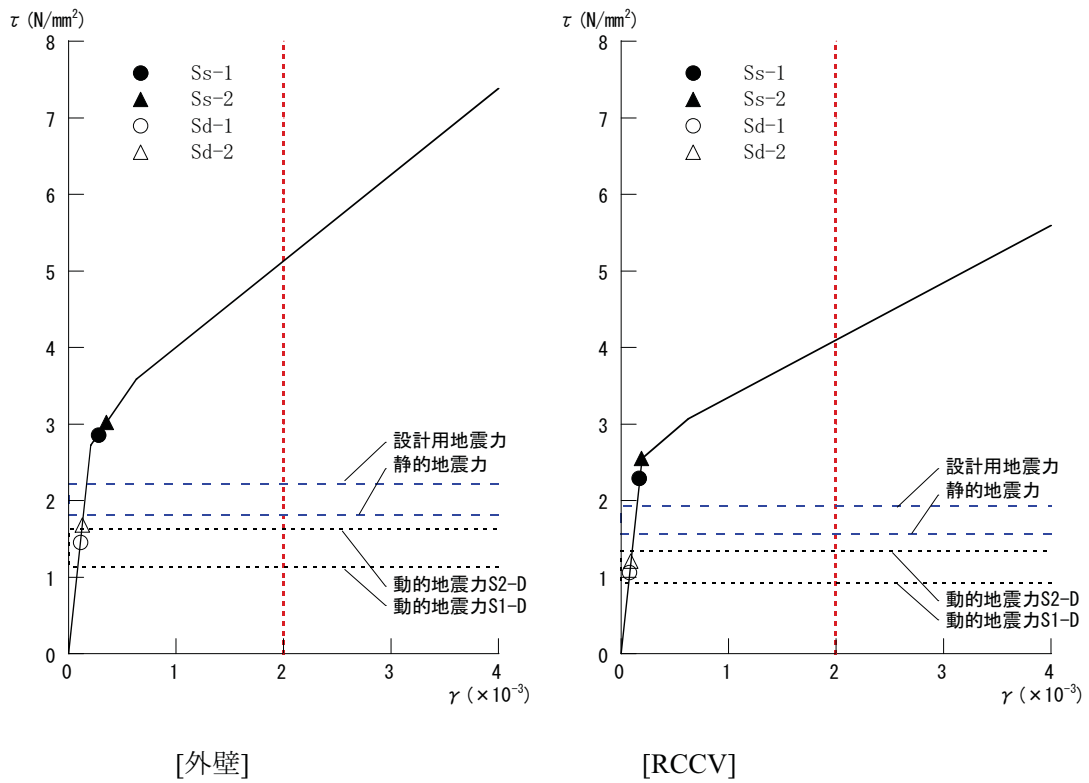 τ (N/mm²)
8
7
6
5
4
3
2
1
0
Ss-1
Ss-2
Sd-1
Sd-2
設計用地震力
静的地震力
動的地震力S2-D
動的地震力S1-D
0 1 2 3 4
γ (×10⁻³)
[外壁]
τ (N/mm²)
8
7
6
5
4
3
2
1
0
Ss-1
Ss-2
Sd-1
Sd-2
設計用地震力
静的地震力
動的地震力S2-D
動的地震力S1-D
0 1 2 3 4
γ (×10⁻³)
[RCCV]